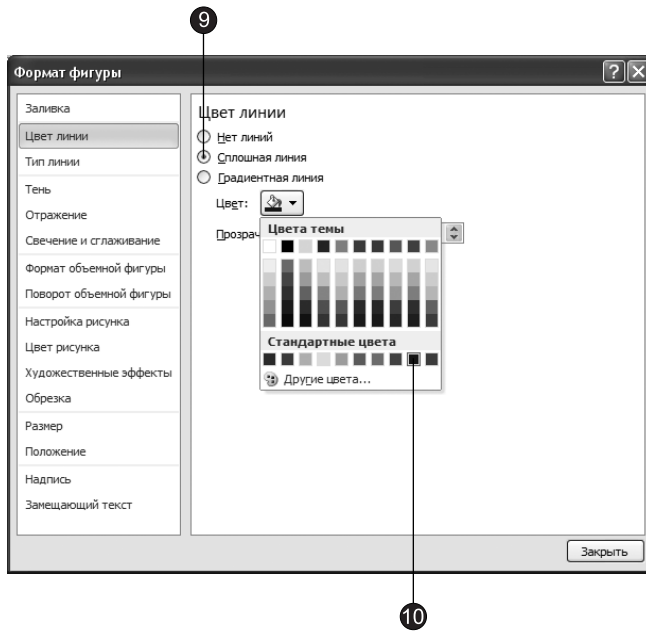 9
Формат фигуры
Заливка
Цвет линии
Тип линии
Тень
Отражение
Свечение и сглаживание
Формат объемной фигуры
Поворот объемной фигуры
Настройка рисунка
Цвет рисунка
Художественные эффекты
Обрезка
Размер
Положение
Надпись
Замещающий текст
Цвет линии
Нет линий
Сплошная линия
Градиентная линия
Цвет:
Прозрач
Цвета темы
Стандартные цвета
Другие цвета...
Закрыть
10